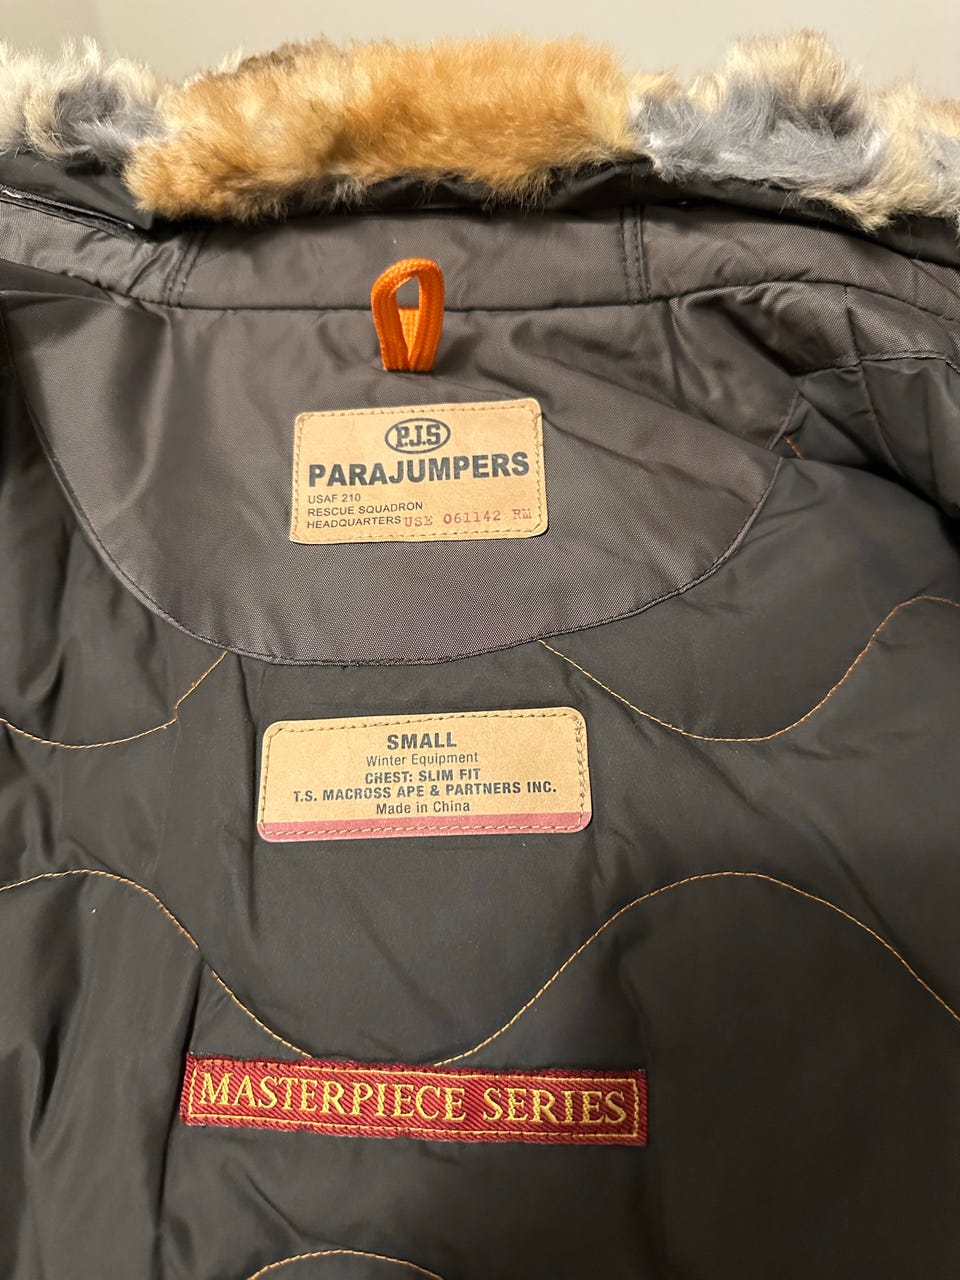 P.J.S
PARAJUMPERS
USAF 210
RESCUE SQUADRON
HEADQUARTERS USE 061142 RM
SMALL
Winter Equipment
CHEST: SLIM FIT
T.S. MACROSS APE & PARTNERS INC.
Made in China
MASTERPIECE SERIES